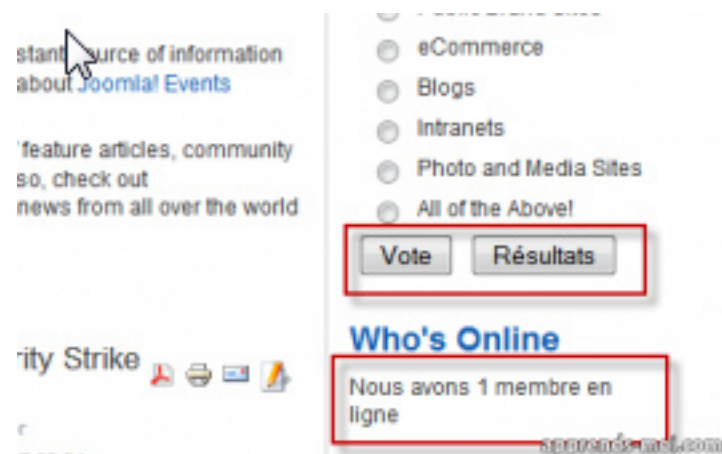 stant source of information
about Joomla! Events
feature articles, community
so, check out
news from all over the world
rity Strike
eCommerce
Blogs
Intranets
Photo and Media Sites
All of the Above!
Vote Résultats
Who's Online
Nous avons 1 membre en
ligne
apprends-moi.com